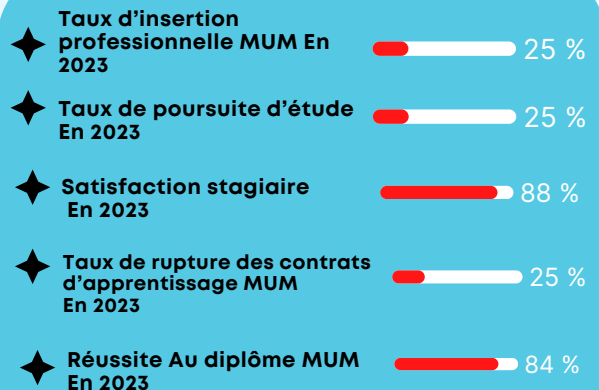 Taux d'insertion
professionnelle MUM En
2023
25 %
Taux de poursuite d'étude
En 2023
25 %
Satisfaction stagiaire
En 2023
88 %
Taux de rupture des contrats
d'apprentissage MUM
En 2023
25 %
Réussite Au diplôme MUM
En 2023
84 %